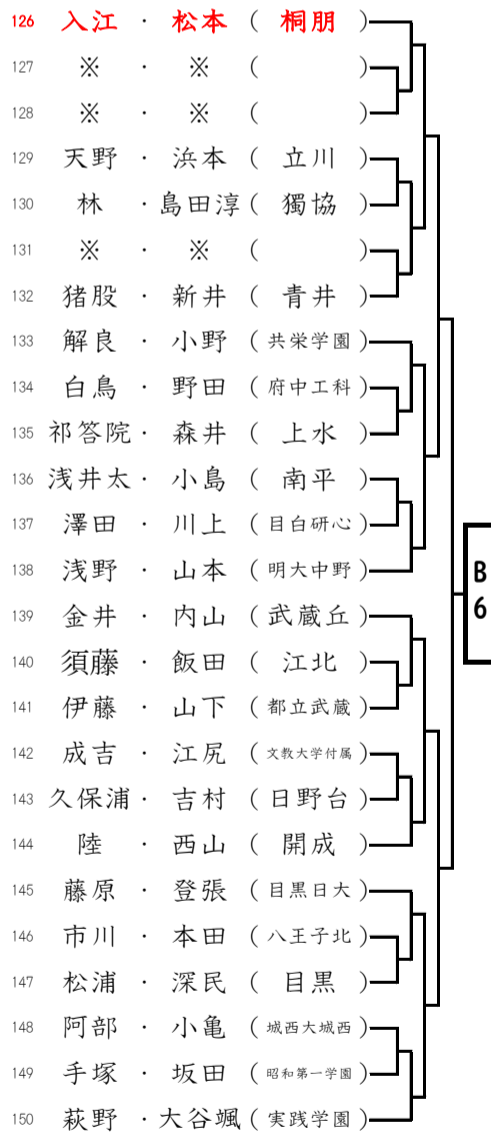 126 入江 ・ 松本 ( 桐朋 )
127 ※ ・ ※ ( )
128 ※ ・ ※ ( )
129 天野 ・ 浜本 ( 立川 )
130 林 ・ 島田淳 ( 獨協 )
131 ※ ・ ※ ( )
132 猪股 ・ 新井 ( 青井 )
133 解良 ・ 小野 ( 共栄学園 )
134 白鳥 ・ 野田 ( 府中工科 )
135 祁答院 ・ 森井 ( 上水 )
136 浅井太 ・ 小島 ( 南平 )
137 澤田 ・ 川上 ( 目白研心 )
138 浅野 ・ 山本 ( 明大中野 )
B
6
139 金井 ・ 内山 ( 武蔵丘 )
140 須藤 ・ 飯田 ( 江北 )
141 伊藤 ・ 山下 ( 都立武蔵 )
142 成吉 ・ 江尻 ( 文教大学付属 )
143 久保浦 ・ 吉村 ( 日野台 )
144 陸 ・ 西山 ( 開成 )
145 藤原 ・ 登張 ( 目黒日大 )
146 市川 ・ 本田 ( 八王子北 )
147 松浦 ・ 深民 ( 目黒 )
148 阿部 ・ 小亀 ( 城西大城西 )
149 手塚 ・ 坂田 ( 昭和第一学園 )
150 萩野 ・ 大谷颯 ( 実践学園 )